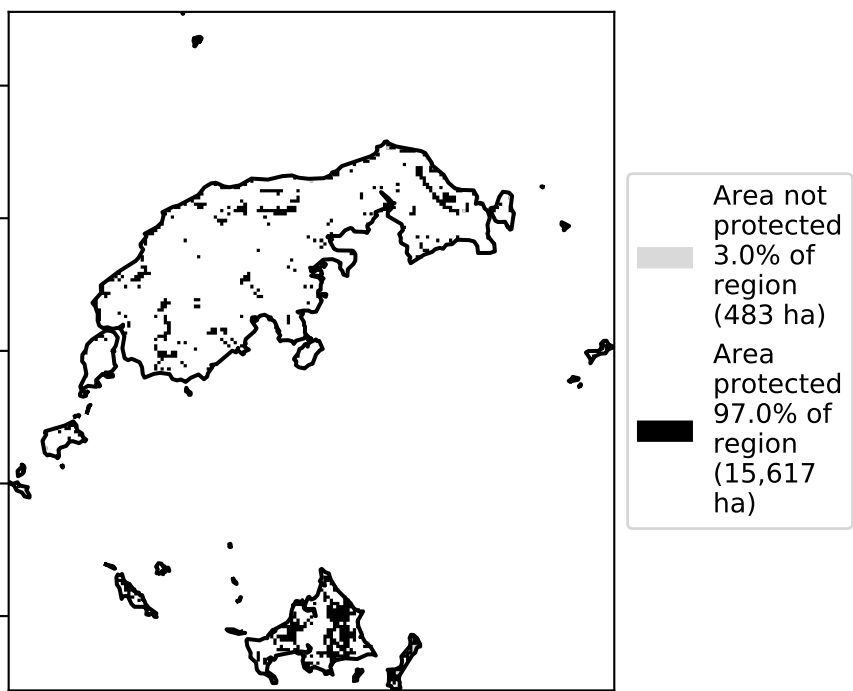 Area not
protected
3.0% of
region
(483 ha)
Area
protected
97.0% of
region
(15,617
ha)